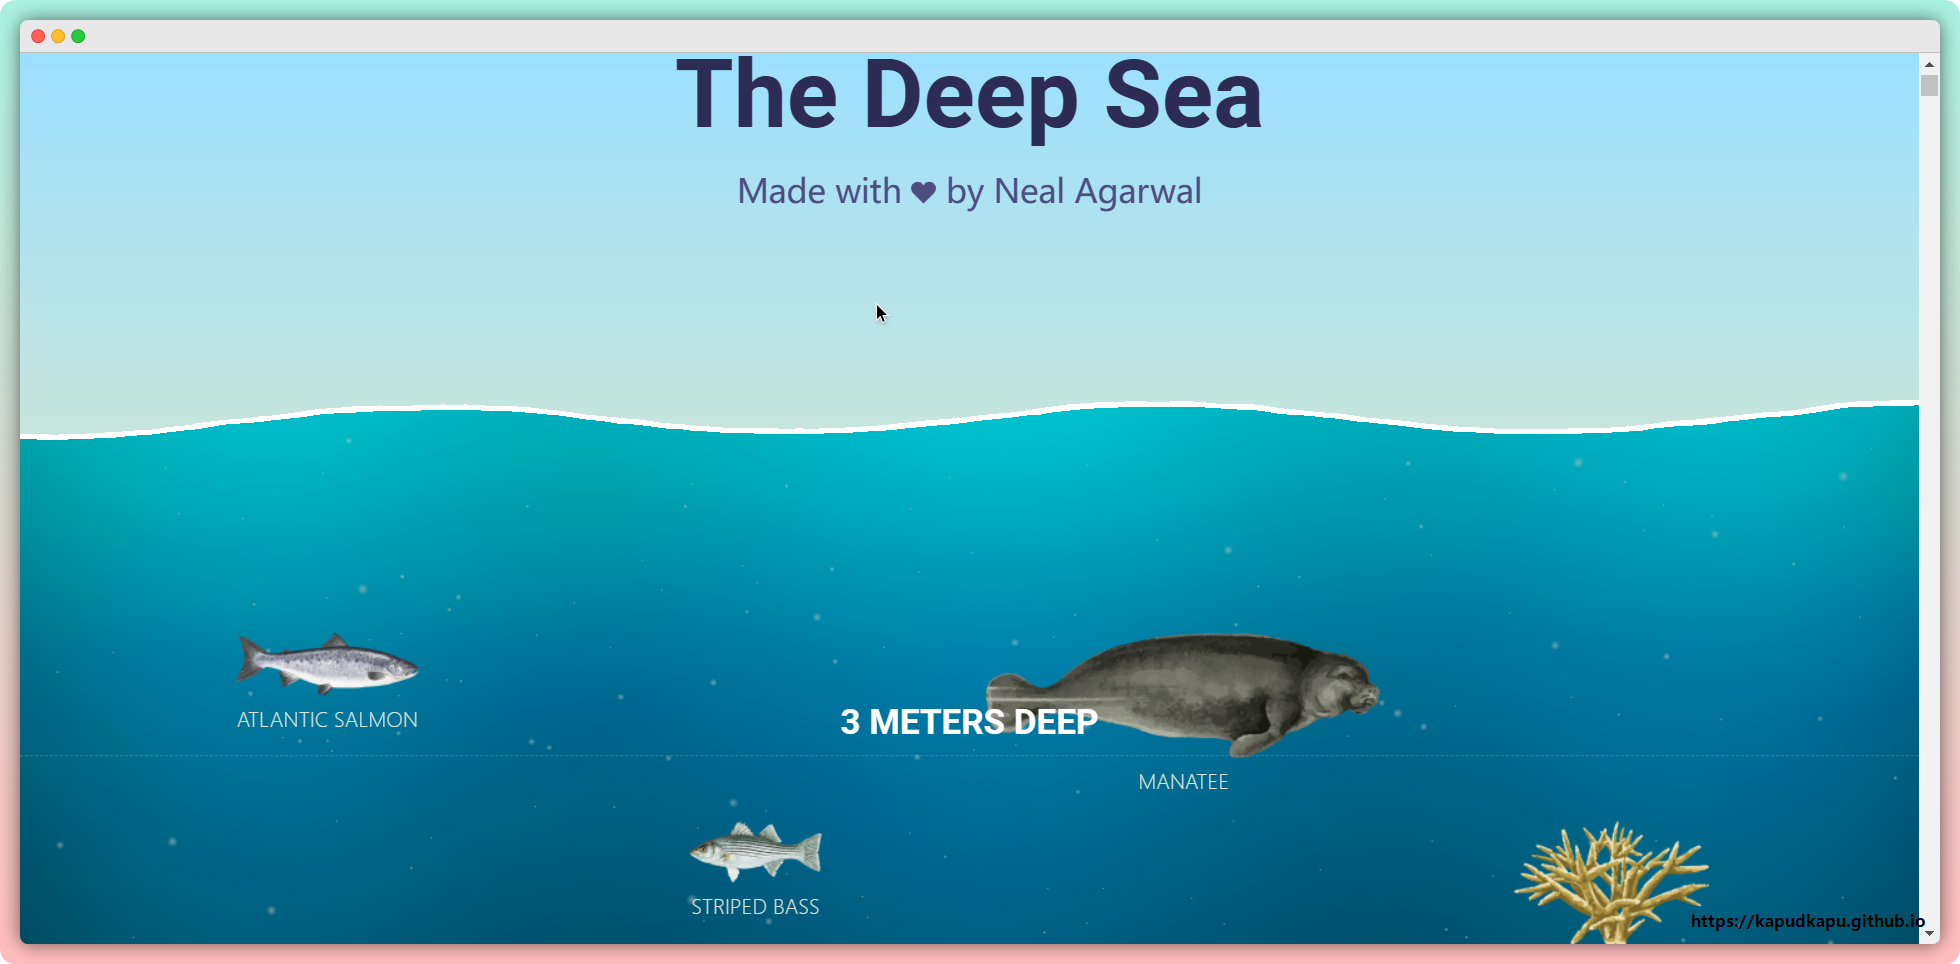 The Deep Sea
Made with ♥ by Neal Agarwal
ATLANTIC SALMON
3 METERS DEEP
MANATEE
STRIPED BASS
https://kapudkapu.github.io